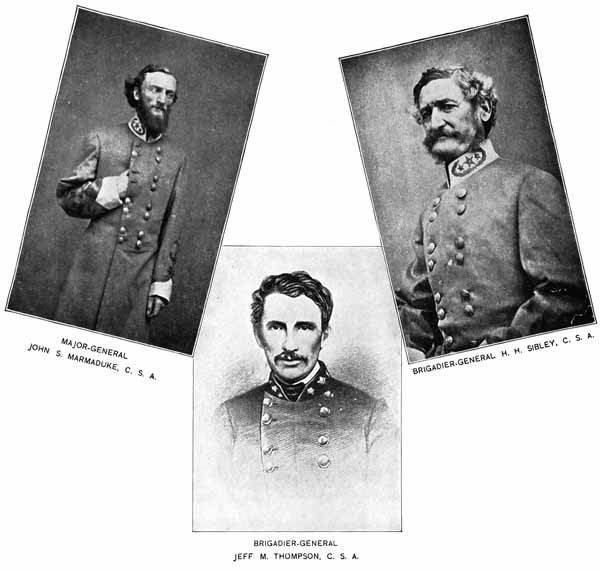 MAJOR-GENERAL
JOHN S. MARMADUKE, C. S. A.
BRIGADIER-GENERAL H. H. SIBLEY, C. S. A.
BRIGADIER-GENERAL
JEFF M. THOMPSON, C. S. A.